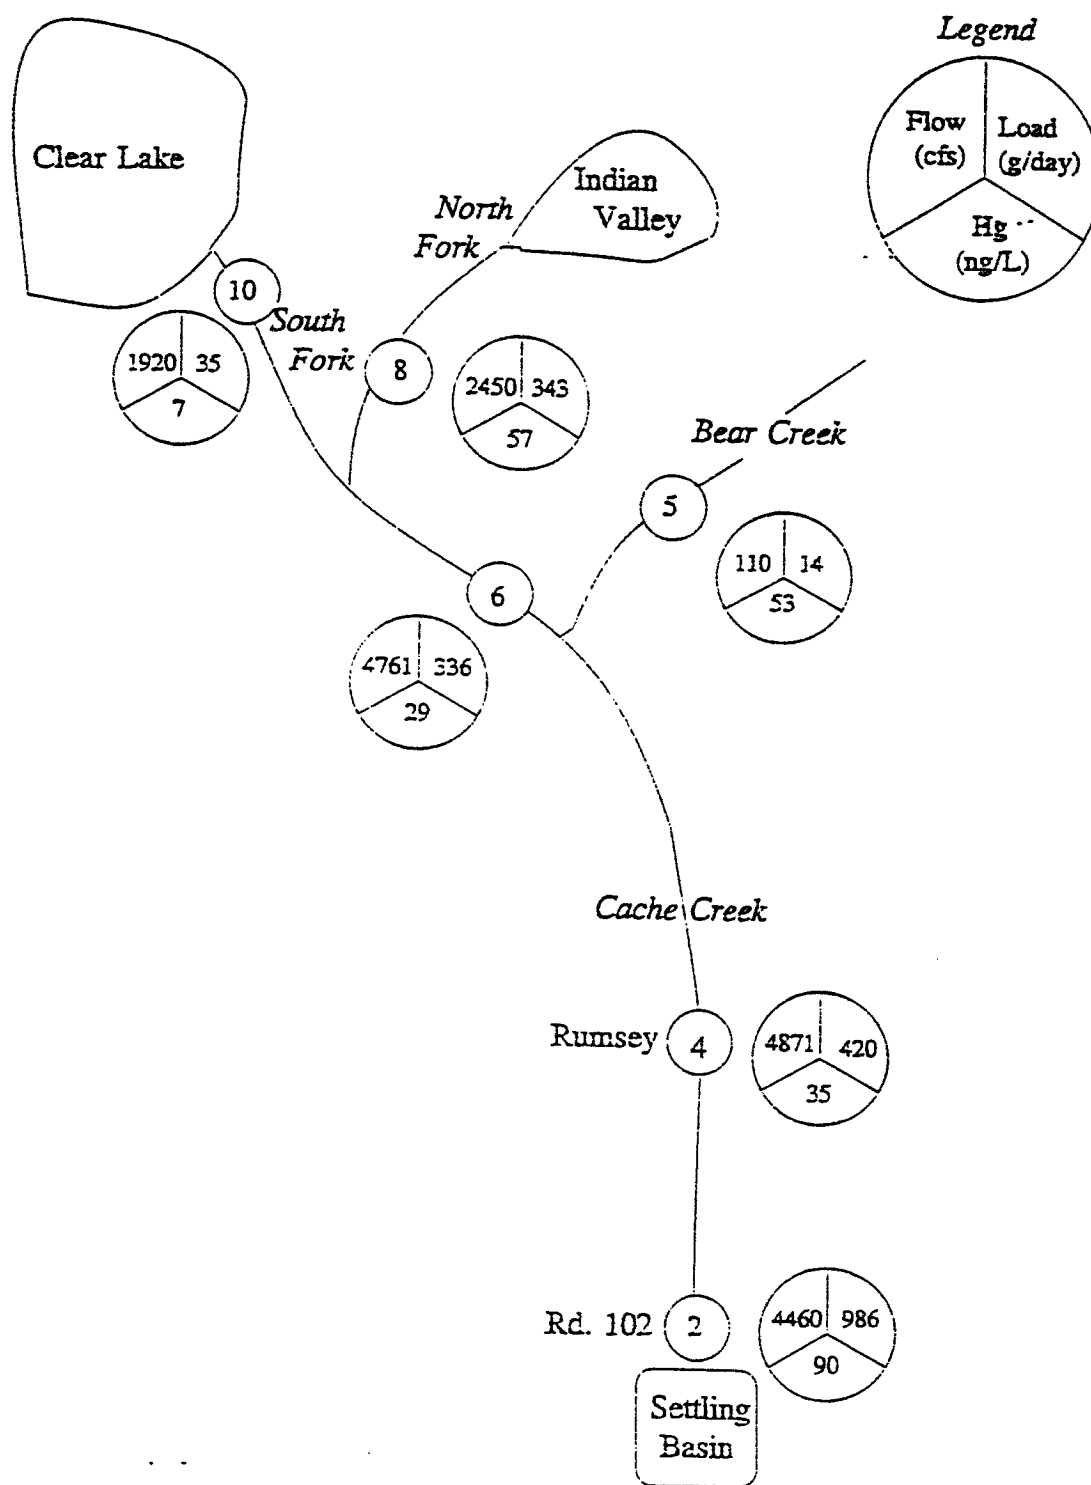 Legend
Flow
(cfs)
Load
(g/day)
Hg
(ng/L)
Clear Lake
Indian
Valley
North
Fork
10
South
Fork
8
1920 35
7
2450 343
57
Bear Creek
5
110 14
53
6
4761 336
29
Cache Creek
Rumsey 4
4871 420
35
Rd. 102 2
4460 986
90
Settling
Basin